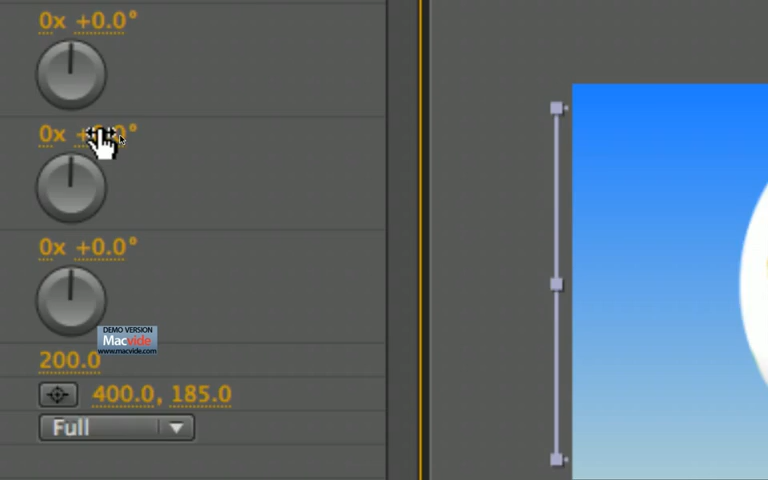 0x +0.0°
0x +0.0°
0x +0.0°
DEMO VERSION
Macvide
www.macvide.com
200.0
400.0, 185.0
Full